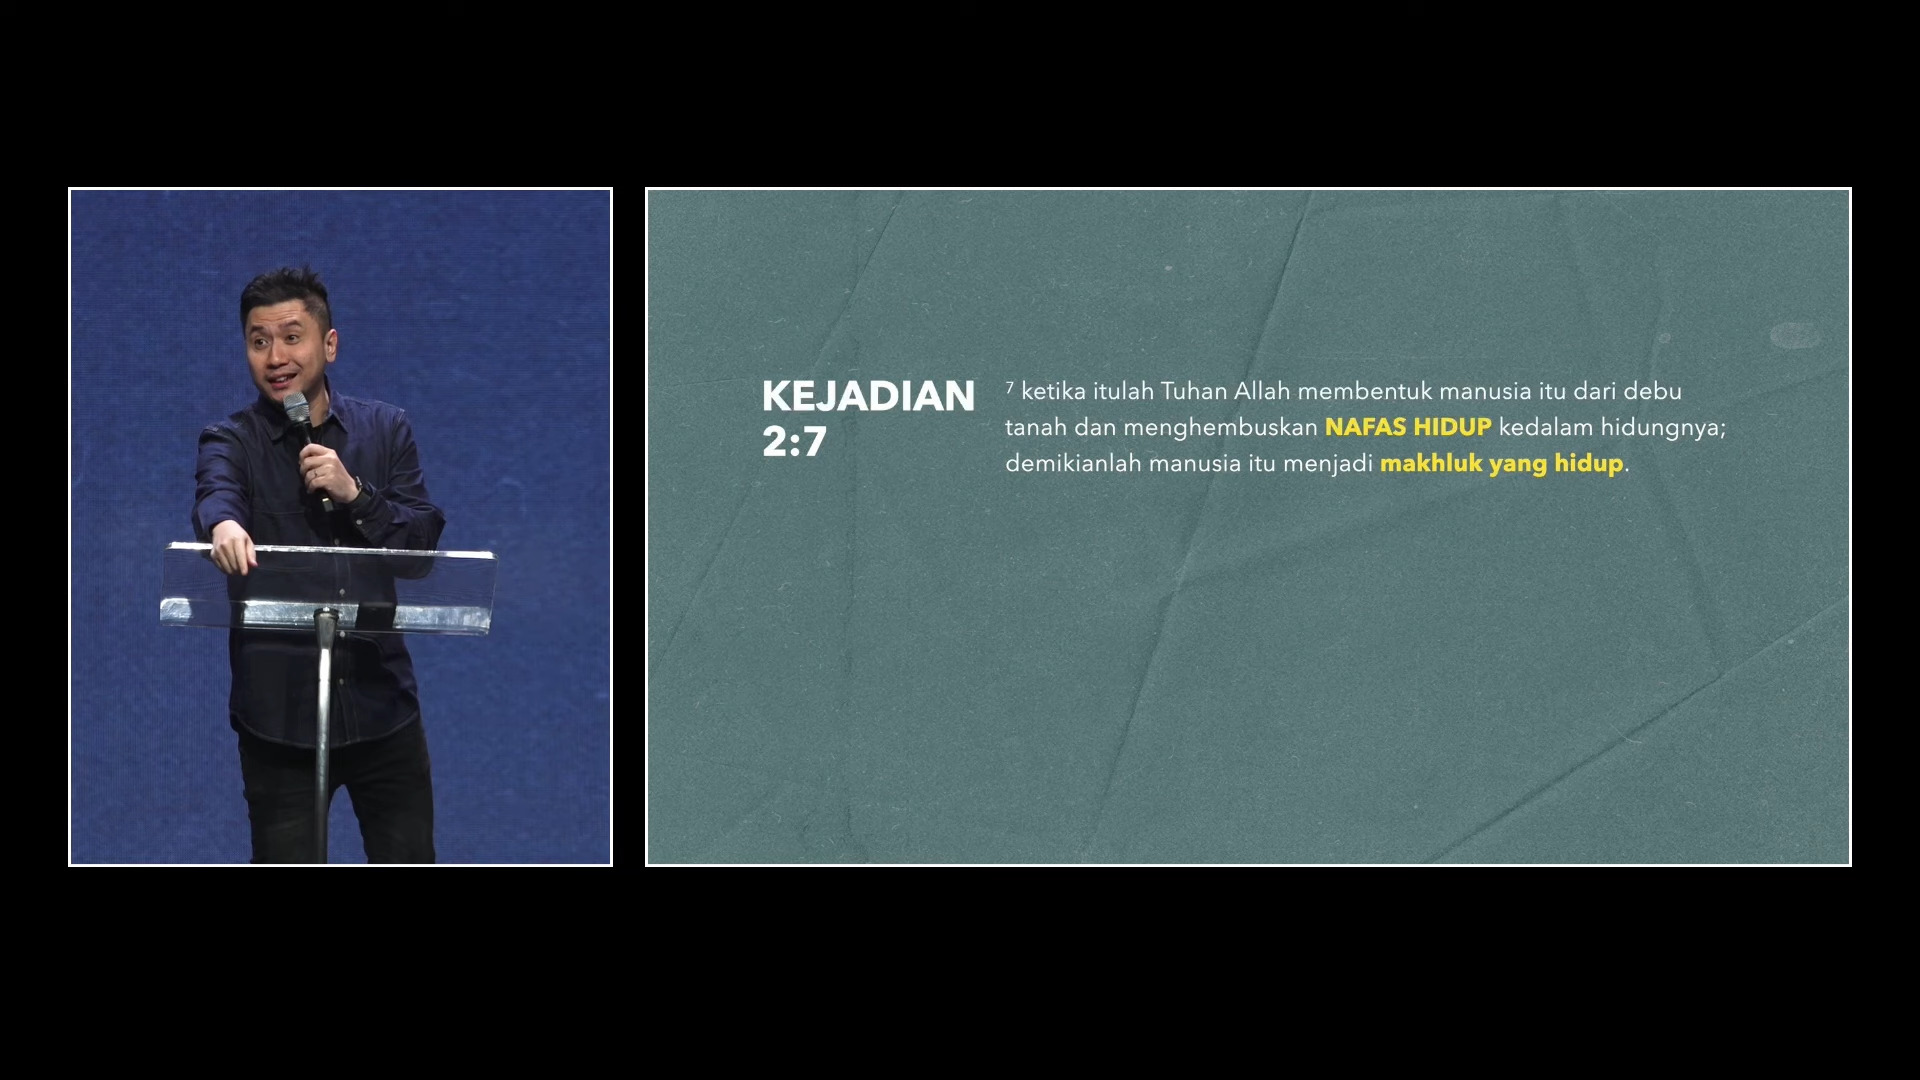 KEJADIAN
2:7
⁷ ketika itulah Tuhan Allah membentuk manusia itu dari debu
tanah dan menghembuskan NAFAS HIDUP kedalam hidungnya;
demikianlah manusia itu menjadi makhluk yang hidup.